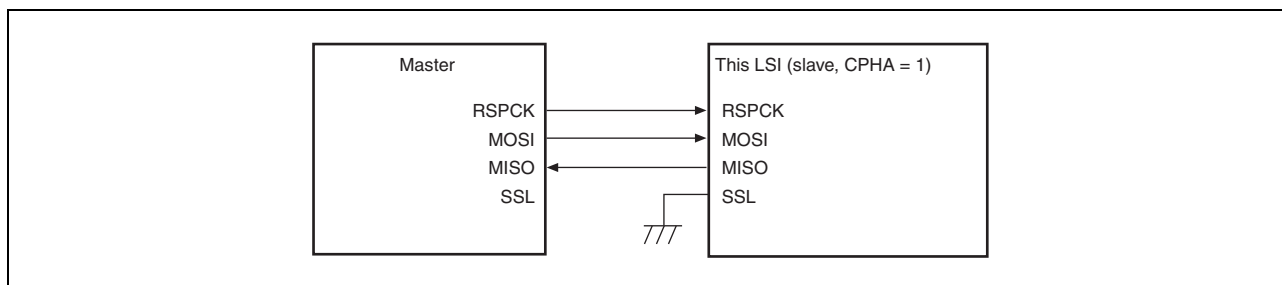 Master
This LSI (slave, CPHA = 1)
RSPCK
RSPCK
MOSI
MOSI
MISO
MISO
SSL
SSL